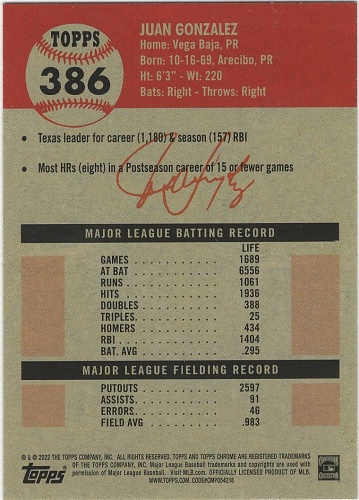 TOPPS
386
JUAN GONZALEZ
Home: Vega Baja, PR
Born: 10-16-69, Arecibo, PR
Ht: 6'3" - Wt: 220
Bats: Right - Throws: Right
• Texas leader for career (1,180) & season (157) RBI
• Most HRs (eight) in a Postseason career of 15 or fewer games
MAJOR LEAGUE BATTING RECORD
LIFE
GAMES 1689
AT BAT 6556
RUNS 1061
HITS 1936
DOUBLES 388
TRIPLES 25
HOMERS 434
RBI 1404
BAT. AVG .295
MAJOR LEAGUE FIELDING RECORD
PUTOUTS 2597
ASSISTS 91
ERRORS 46
FIELD AVG .983
® & © 2022 THE TOPPS COMPANY, INC. ALL RIGHTS RESERVED. TOPPS AND TOPPS CHROME ARE REGISTERED TRADEMARKS
OF THE TOPPS COMPANY, INC. Major League Baseball trademarks and copyrights are used with
permission of Major League Baseball. Visit MLB.com. OFFICIALLY LICENSED PRODUCT OF MLB.
WWW.TOPPS.COM. CODE#CMP054218
TOPPS